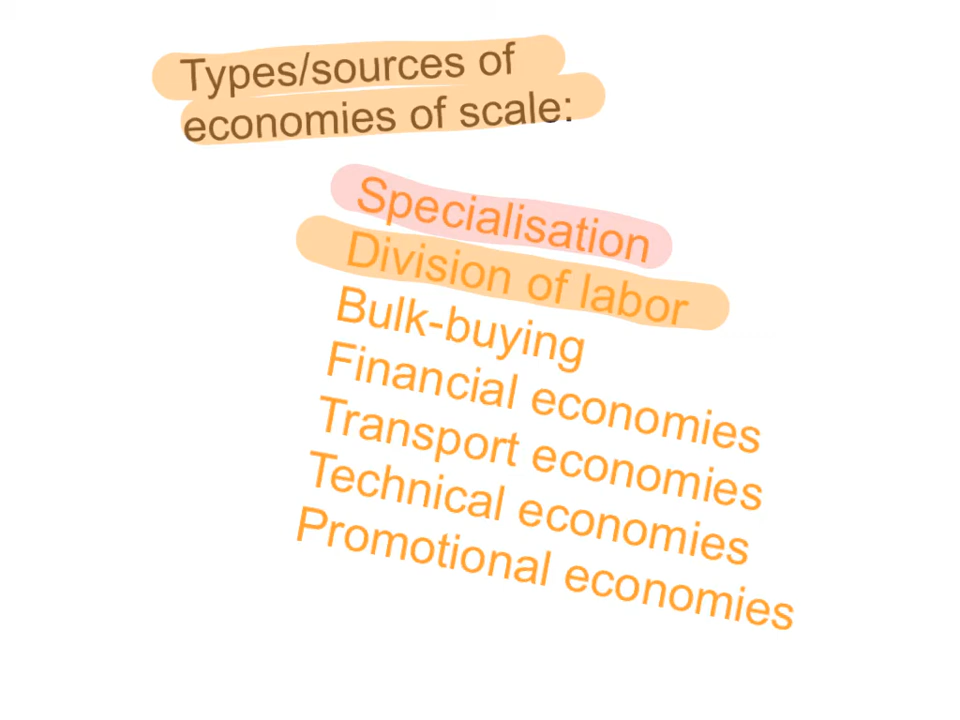 Types/sources of
economies of scale:
Specialisation
Division of labor
Bulk-buying
Financial economies
Transport economies
Technical economies
Promotional economies